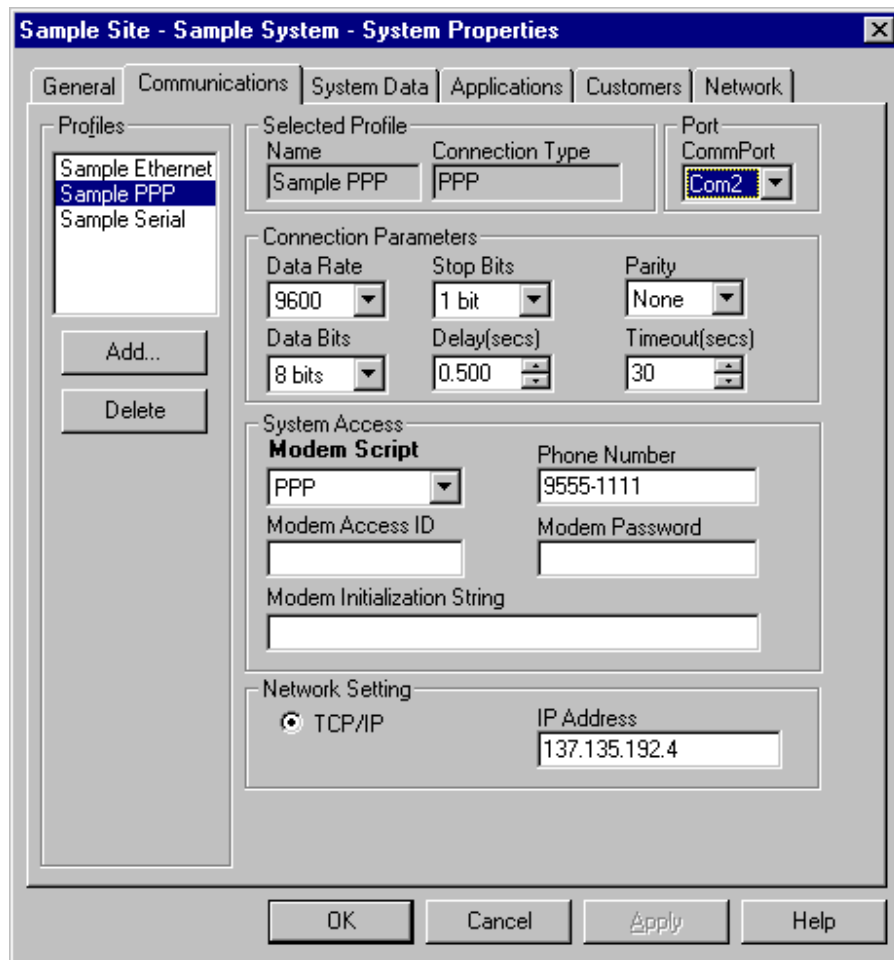 Sample Site - Sample System - System Properties
General Communications System Data Applications Customers Network
Profiles
Sample Ethernet
Sample PPP
Sample Serial
Add...
Delete
Selected Profile
Name Connection Type
Sample PPP PPP
Port
CommPort
Com2
Connection Parameters
Data Rate Stop Bits Parity
9600 1 bit None
Data Bits Delay(secs) Timeout(secs)
8 bits 0.500 30
System Access
Modem Script Phone Number
PPP 9555-1111
Modem Access ID Modem Password
Modem Initialization String
Network Setting
TCP/IP IP Address
137.135.192.4
OK Cancel Apply Help